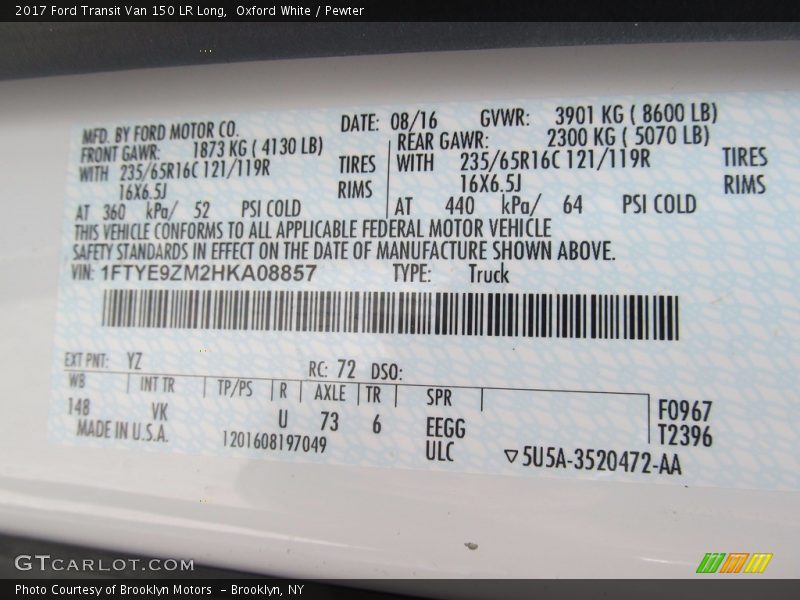 2017 Ford Transit Van 150 LR Long,  Oxford White / Pewter
MFD. BY FORD MOTOR CO. DATE: 08/16 GVWR: 3901 KG ( 8600 LB)
FRONT GAWR: 1873 KG ( 4130 LB) REAR GAWR: 2300 KG ( 5070 LB)
WITH 235/65R16C 121/119R TIRES WITH 235/65R16C 121/119R TIRES
16X6.5J RIMS 16X6.5J RIMS
AT 360 kPa/ 52 PSI COLD AT 440 kPa/ 64 PSI COLD
THIS VEHICLE CONFORMS TO ALL APPLICABLE FEDERAL MOTOR VEHICLE
SAFETY STANDARDS IN EFFECT ON THE DATE OF MANUFACTURE SHOWN ABOVE.
VIN: 1FTYE9ZM2HKA08857 TYPE: Truck
EXT PNT: YZ RC: 72 DSO:
WB INT TR TP/PS R AXLE TR SPR F0967
148 VK U 73 6 EEGG T2396
MADE IN U.S.A. 1201608197049 ULC ▽5U5A-3520472-AA
GTCARLOT.COM
Photo Courtesy of Brooklyn Motors  - Brooklyn, NY